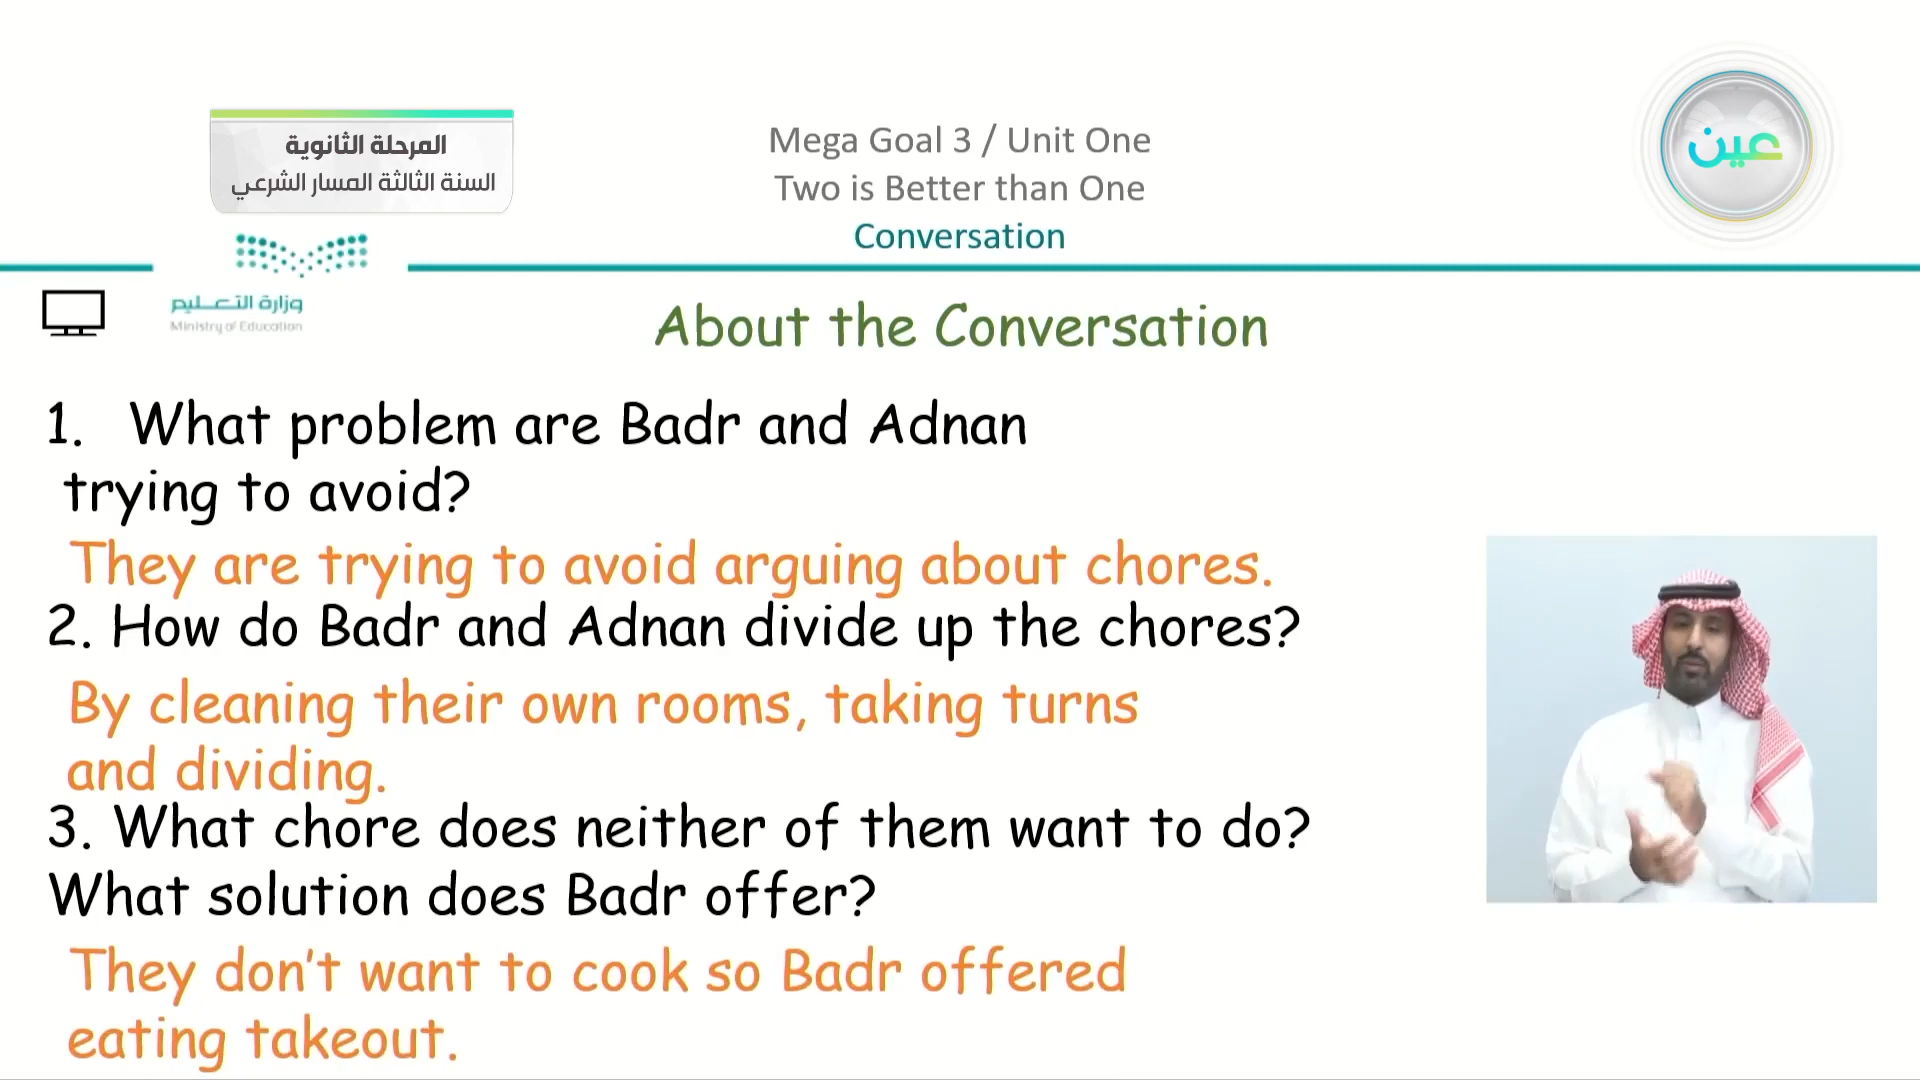 المرحلة الثانوية
السنة الثالثة المسار الشرعي
Mega Goal 3 / Unit One
Two is Better than One
Conversation
عين
وزارة التعليم
Ministry of Education
About the Conversation
1. What problem are Badr and Adnan
trying to avoid?
They are trying to avoid arguing about chores.
2. How do Badr and Adnan divide up the chores?
By cleaning their own rooms, taking turns
and dividing.
3. What chore does neither of them want to do?
What solution does Badr offer?
They don't want to cook so Badr offered
eating takeout.